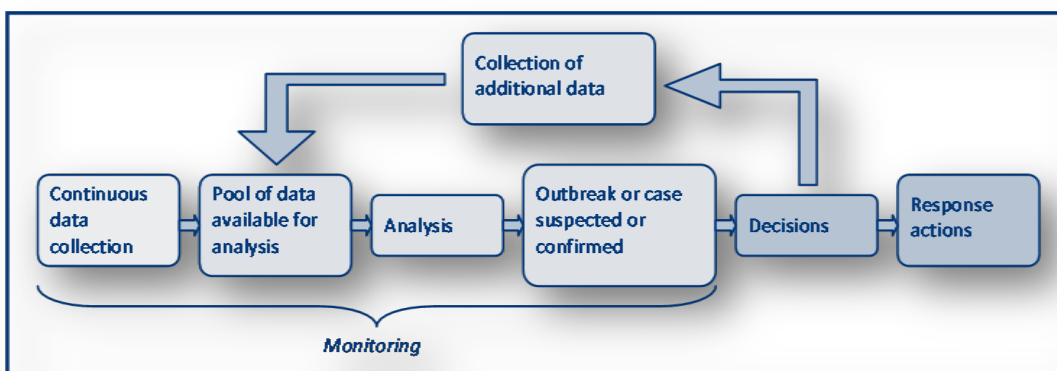 Collection of
additional data
Continuous
data
collection
Pool of data
available for
analysis
Analysis
Outbreak or case
suspected or
confirmed
Decisions
Response
actions
Monitoring